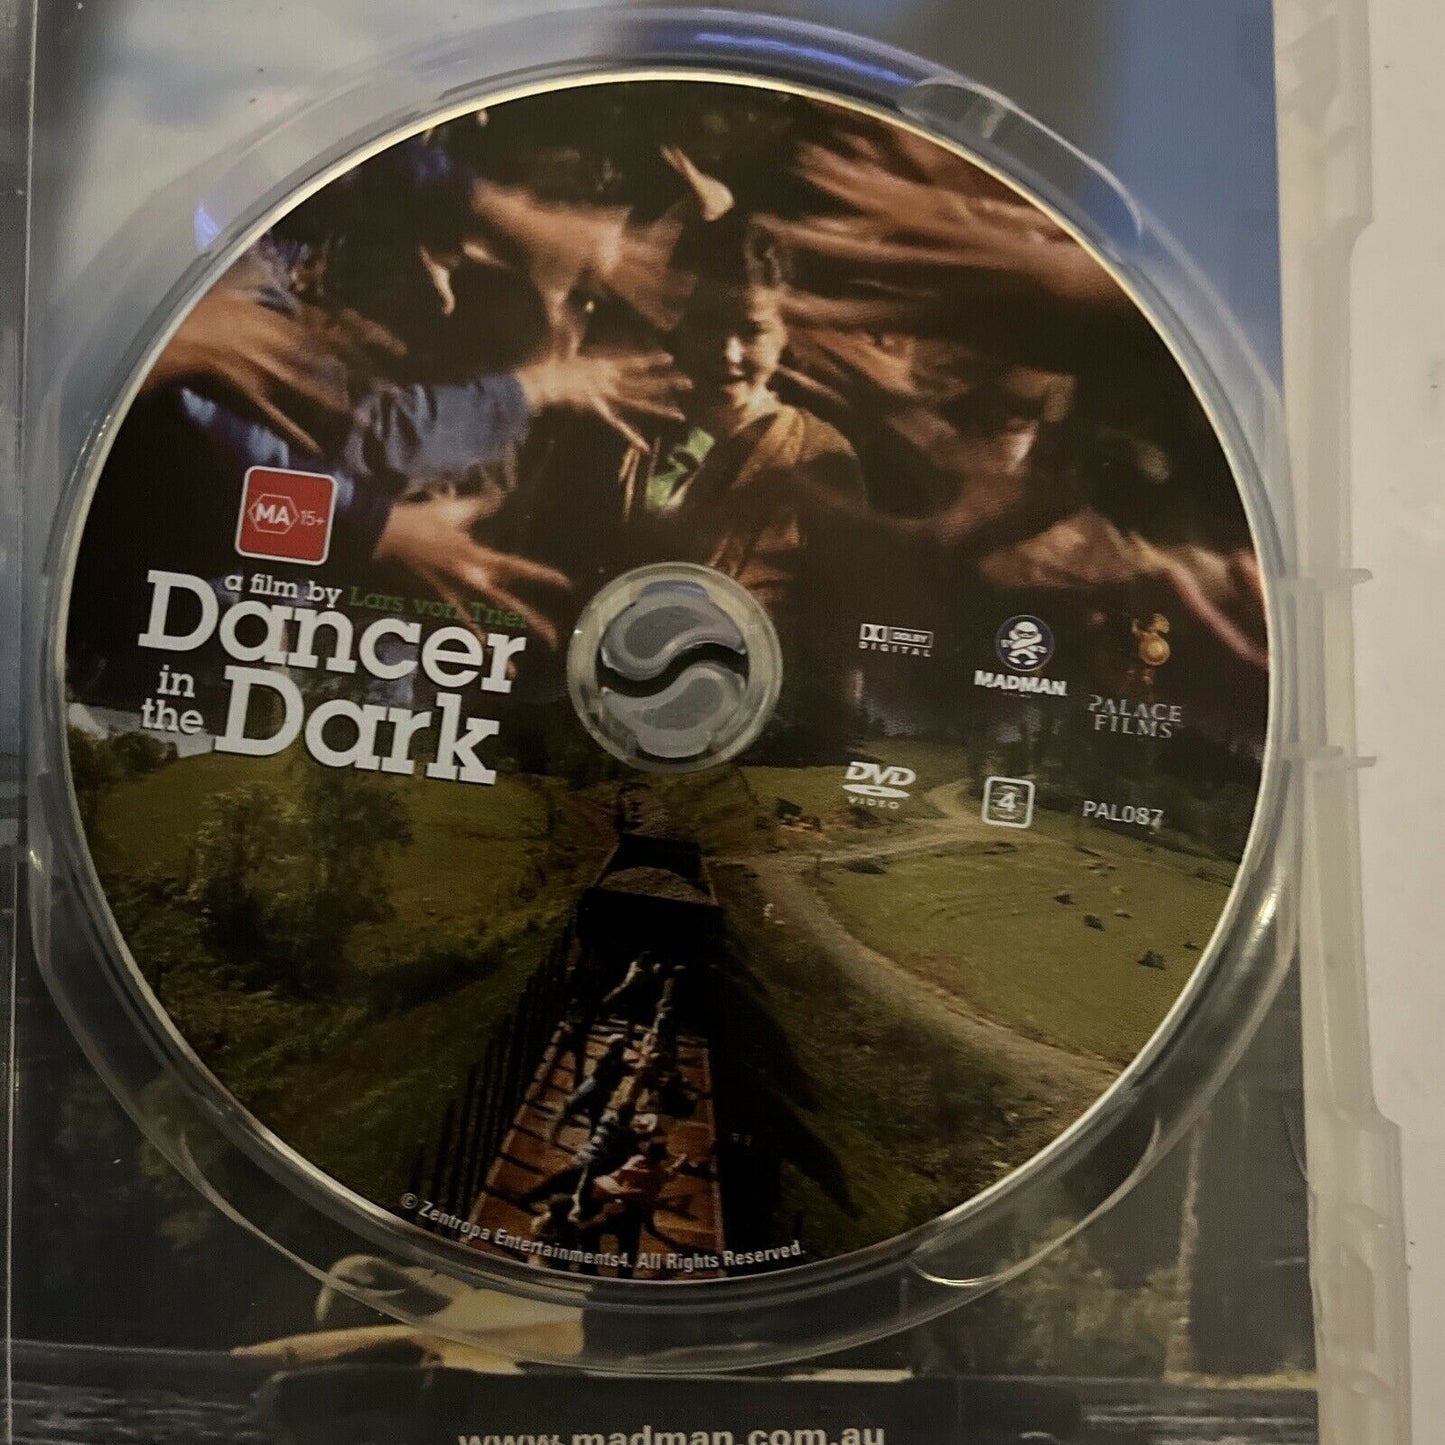 MA 15+
a film by Lars von Trier
Dancer
in
the Dark
DOLBY
DIGITAL
MADMAN
PALACE
FILMS
DVD
VIDEO
4
PAL087
© Zentropa Entertainments4. All Rights Reserved.
www.madman.com.au